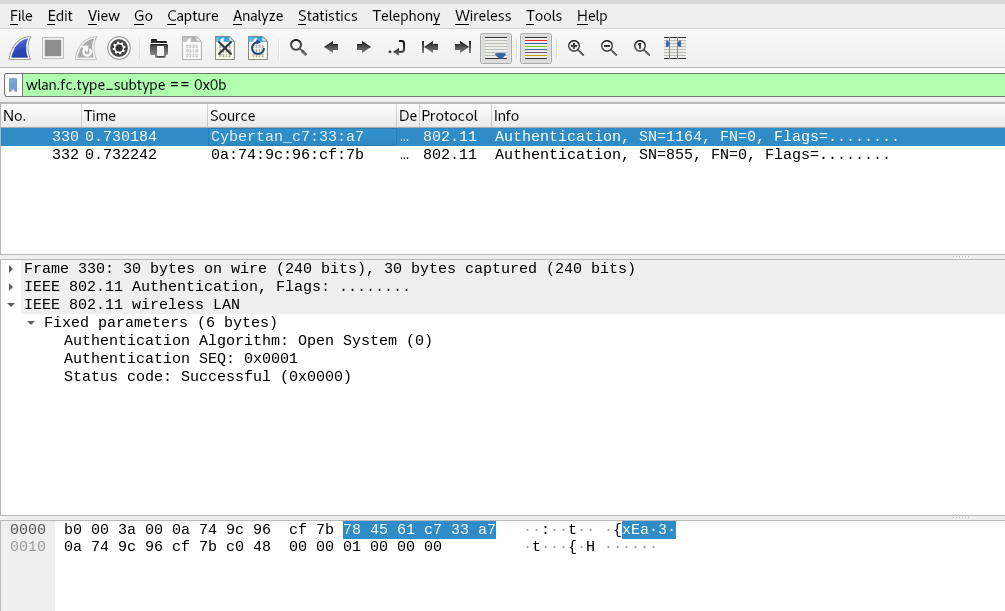 File Edit View Go Capture Analyze Statistics Telephony Wireless Tools Help
wlan.fc.type_subtype == 0x0b
No. Time Source De Protocol Info
330 0.730184 Cybertan_c7:33:a7 … 802.11 Authentication, SN=1164, FN=0, Flags=........
332 0.732242 0a:74:9c:96:cf:7b … 802.11 Authentication, SN=855, FN=0, Flags=........
Frame 330: 30 bytes on wire (240 bits), 30 bytes captured (240 bits)
IEEE 802.11 Authentication, Flags: ........
IEEE 802.11 wireless LAN
Fixed parameters (6 bytes)
Authentication Algorithm: Open System (0)
Authentication SEQ: 0x0001
Status code: Successful (0x0000)
0000 b0 00 3a 00 0a 74 9c 96 cf 7b 78 45 61 c7 33 a7 ··:··t·· ·{xEa·3·
0010 0a 74 9c 96 cf 7b c0 48 00 00 01 00 00 00 ·t···{·H ······